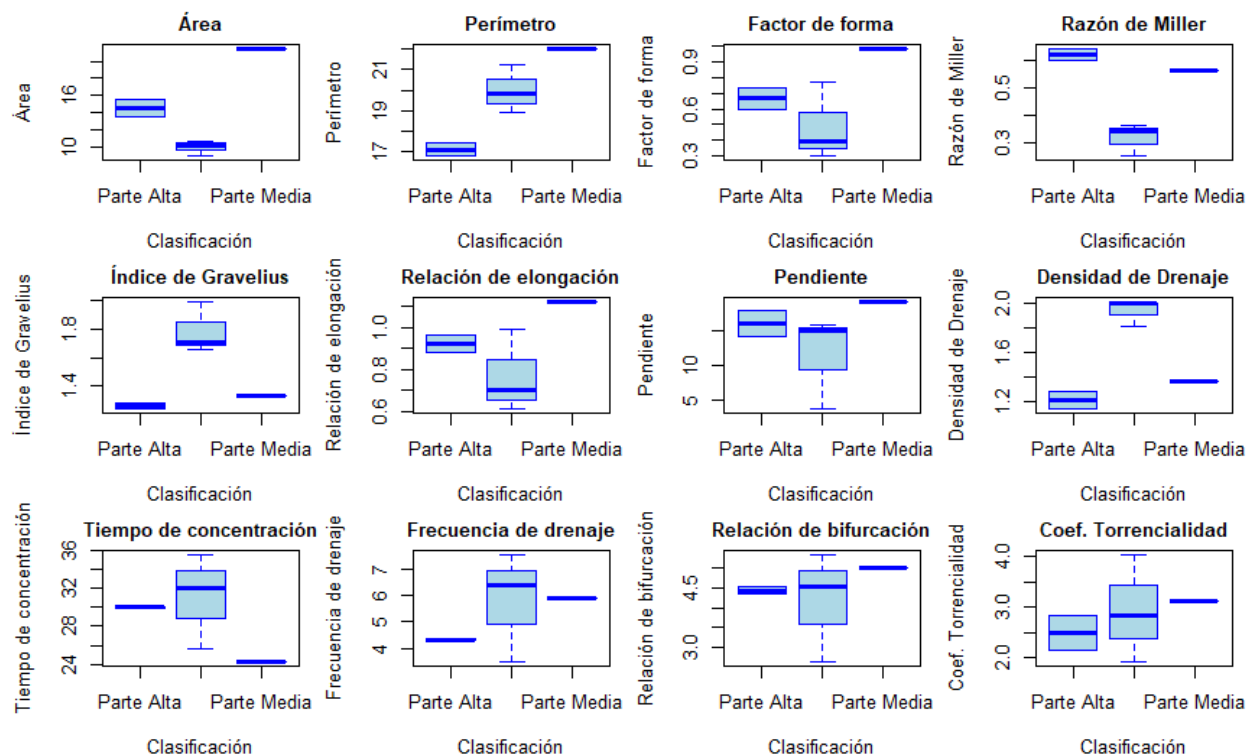 Área
Área
16
10
Parte Alta
Parte Media
Clasificación
Perímetro
Perímetro
21
19
17
Parte Alta
Parte Media
Clasificación
Factor de forma
Factor de forma
0.9
0.6
0.3
Parte Alta
Parte Media
Clasificación
Razón de Miller
Razón de Miller
0.5
0.3
Parte Alta
Parte Media
Clasificación
Índice de Gravelius
Índice de Gravelius
1.8
1.4
Parte Alta
Parte Media
Clasificación
Relación de elongación
Relación de elongación
1.0
0.8
0.6
Parte Alta
Parte Media
Clasificación
Pendiente
Pendiente
10
5
Parte Alta
Parte Media
Clasificación
Densidad de Drenaje
Densidad de Drenaje
2.0
1.6
1.2
Parte Alta
Parte Media
Clasificación
Tiempo de concentración
Tiempo de concentración
36
32
28
24
Parte Alta
Parte Media
Clasificación
Frecuencia de drenaje
Frecuencia de drenaje
7
6
5
4
Parte Alta
Parte Media
Clasificación
Relación de bifurcación
Relación de bifurcación
4.5
3.0
Parte Alta
Parte Media
Clasificación
Coef. Torrencialidad
Coef. Torrencialidad
4.0
3.0
2.0
Parte Alta
Parte Media
Clasificación